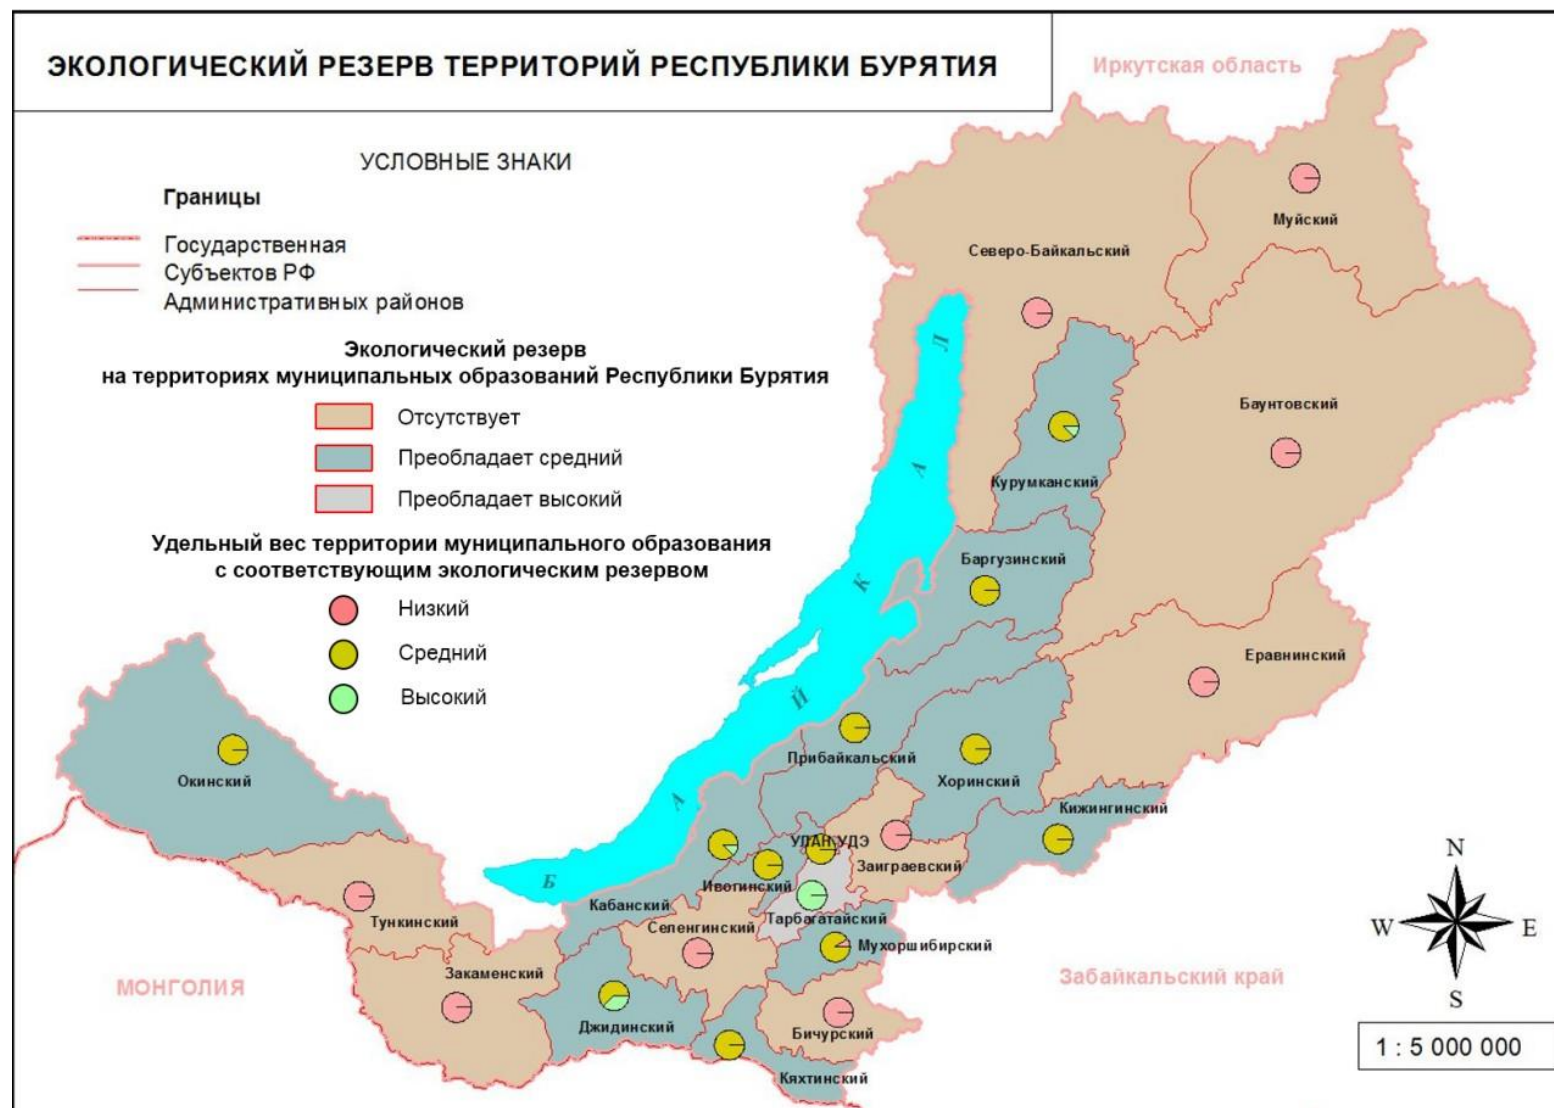 ЭКОЛОГИЧЕСКИЙ РЕЗЕРВ ТЕРРИТОРИЙ РЕСПУБЛИКИ БУРЯТИЯ
Иркутская область
УСЛОВНЫЕ ЗНАКИ
Границы
Государственная
Субъектов РФ
Административных районов
Экологический резерв
на территориях муниципальных образований Республики Бурятия
Отсутствует
Преобладает средний
Преобладает высокий
Удельный вес территории муниципального образования
с соответствующим экологическим резервом
Низкий
Средний
Высокий
Муйский
Северо-Байкальский
Баунтовский
Курумканский
Баргузинский
Еравнинский
Прибайкальский
Хоринский
Окинский
Кижингинский
УЛАН-УДЭ
Заиграевский
Иволгинский
Кабанский
Тарбагатайский
Тункинский
Селенгинский
Мухоршибирский
Закаменский
Джидинский
Бичурский
Кяхтинский
Б А Й К А Л
МОНГОЛИЯ
Забайкальский край
N
W E
S
1 : 5 000 000